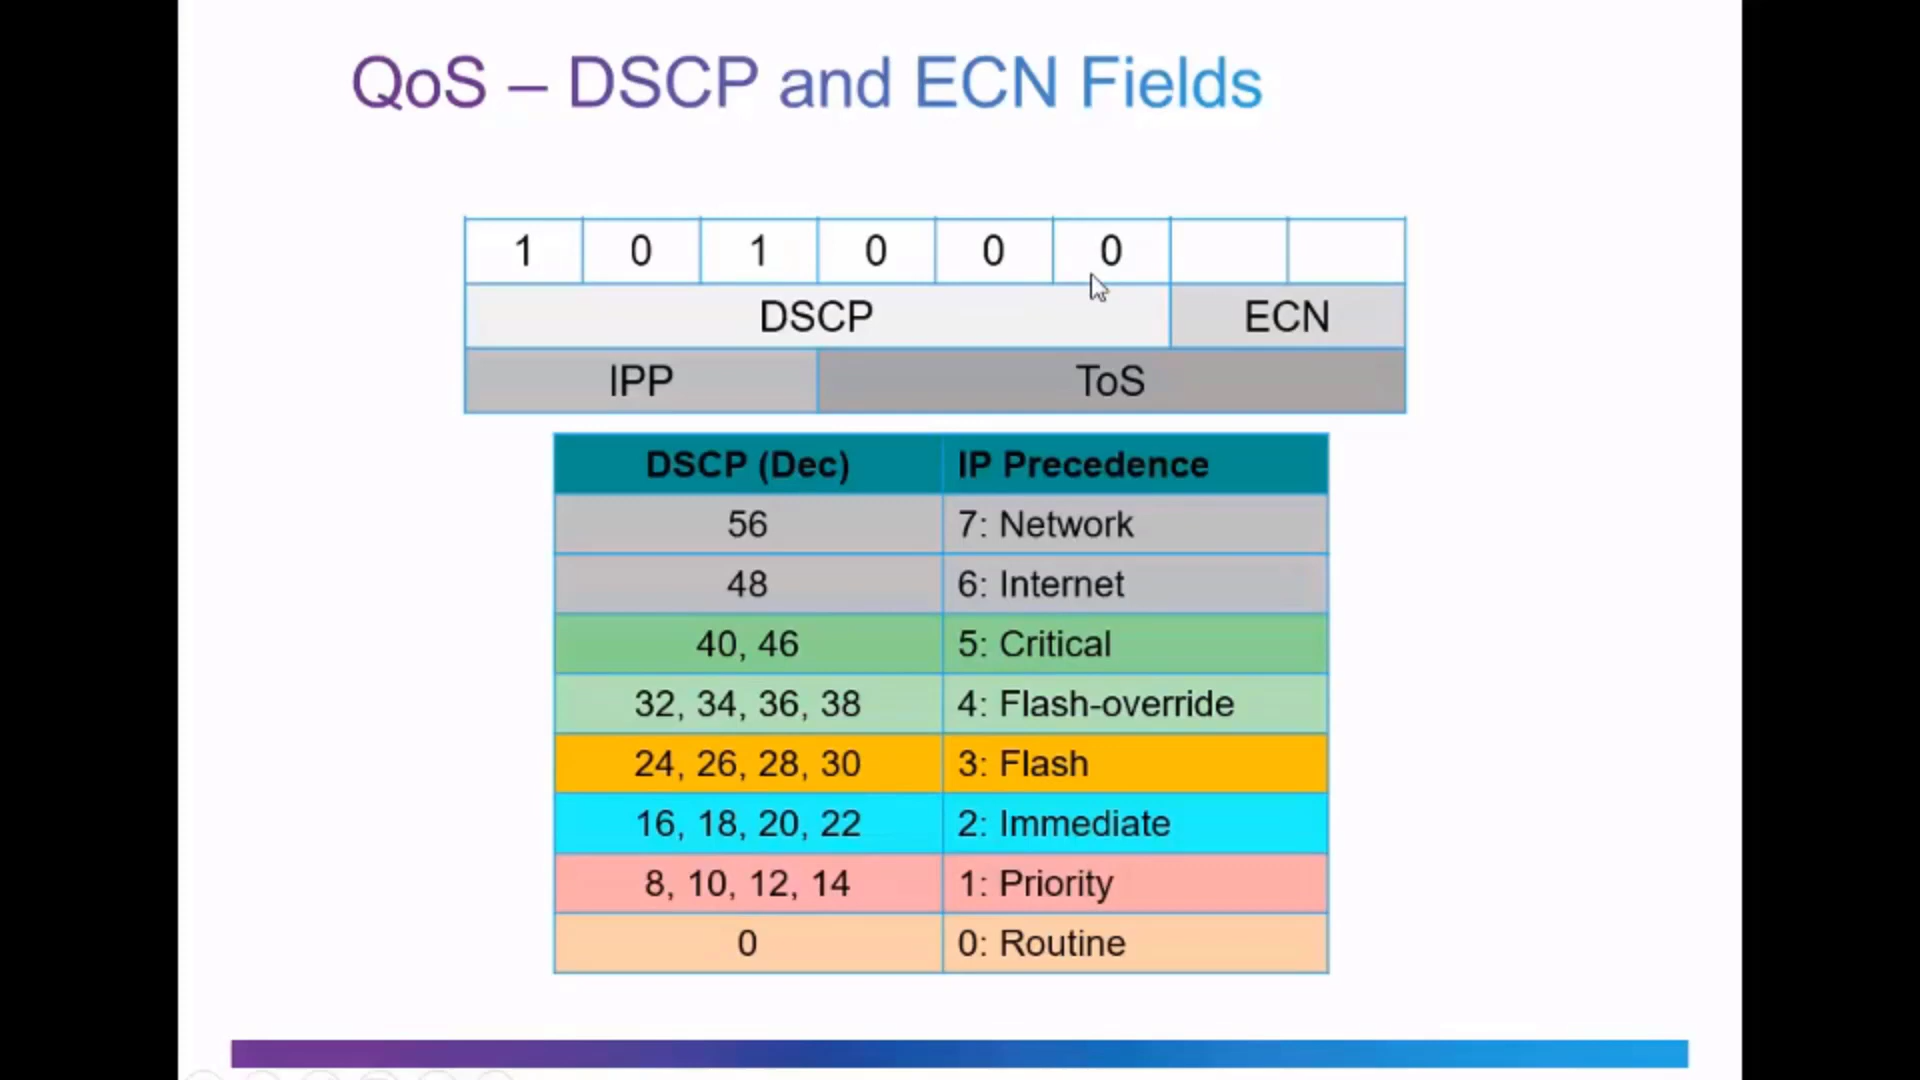 QoS – DSCP and ECN Fields
1 0 1 0 0 0
DSCP ECN
IPP ToS
DSCP (Dec) IP Precedence
56 7: Network
48 6: Internet
40, 46 5: Critical
32, 34, 36, 38 4: Flash-override
24, 26, 28, 30 3: Flash
16, 18, 20, 22 2: Immediate
8, 10, 12, 14 1: Priority
0 0: Routine